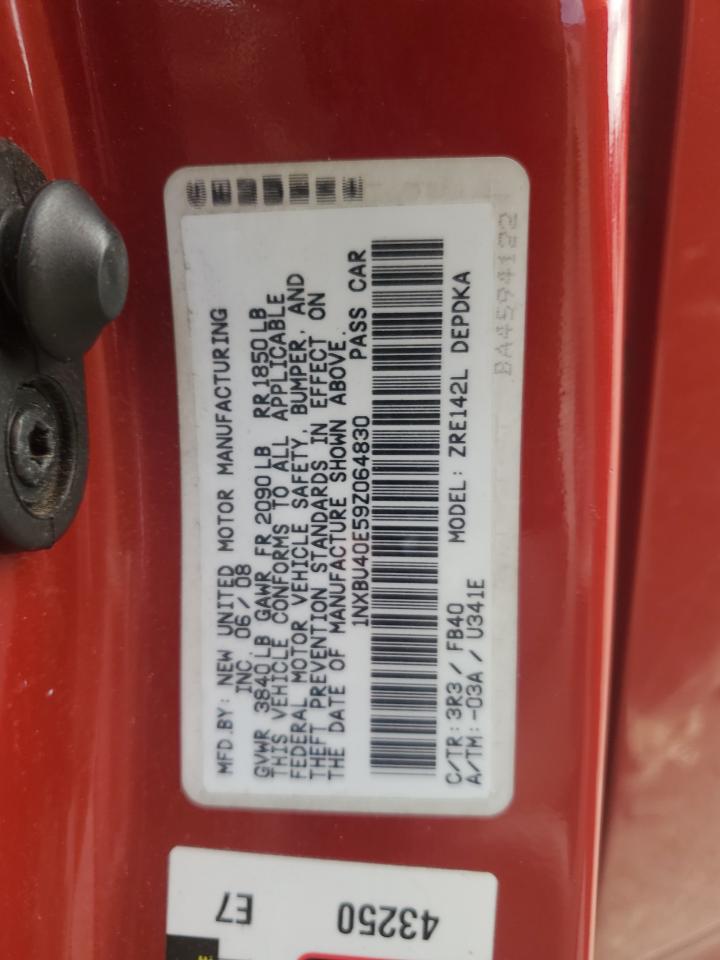 MFD.BY: NEW UNITED MOTOR MANUFACTURING
INC. 06/08
GVWR 3840LB GAWR FR 2090LB RR1850LB
THIS VEHICLE CONFORMS TO ALL APPLICABLE
FEDERAL MOTOR VEHICLE SAFETY, BUMPER, AND
THEFT PREVENTION STANDARDS IN EFFECT ON
THE DATE OF MANUFACTURE SHOWN ABOVE.
1NXBU40E59Z064830 PASS CAR
C/TR: 3R3 / FB40 MODEL: ZRE142L DEPDKA
A/TM: -03A / U341E
BA4594122
43250
E7